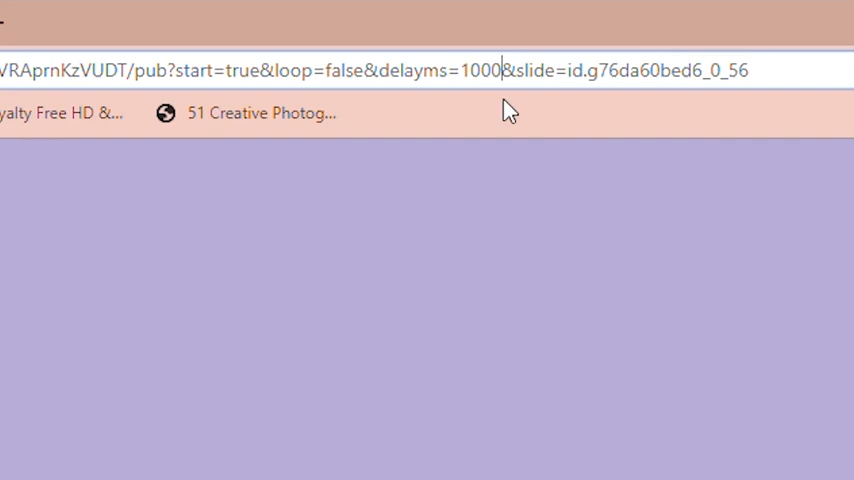 VRAprnKzVUDT/pub?start=true&loop=false&delayms=1000&slide=id.g76da60bed6_0_56
yalty Free HD &...
51 Creative Photog...